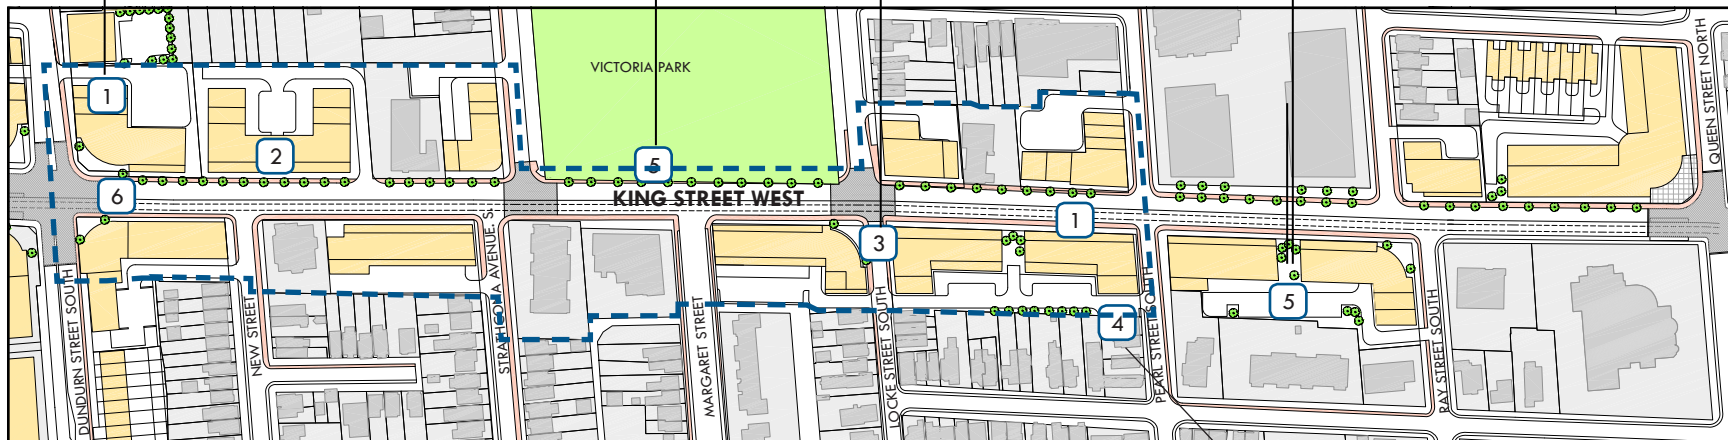 VICTORIA PARK
1
2
5
6
KING STREET WEST
1
3
5
4
DUNDURN STREET SOUTH
NEW STREET
STRATHCONA AVENUE. S.
MARGARET STREET
LOCKE STREET SOUTH
PEARL STREET SOUTH
RAY STREET SOUTH
QUEEN STREET NORTH